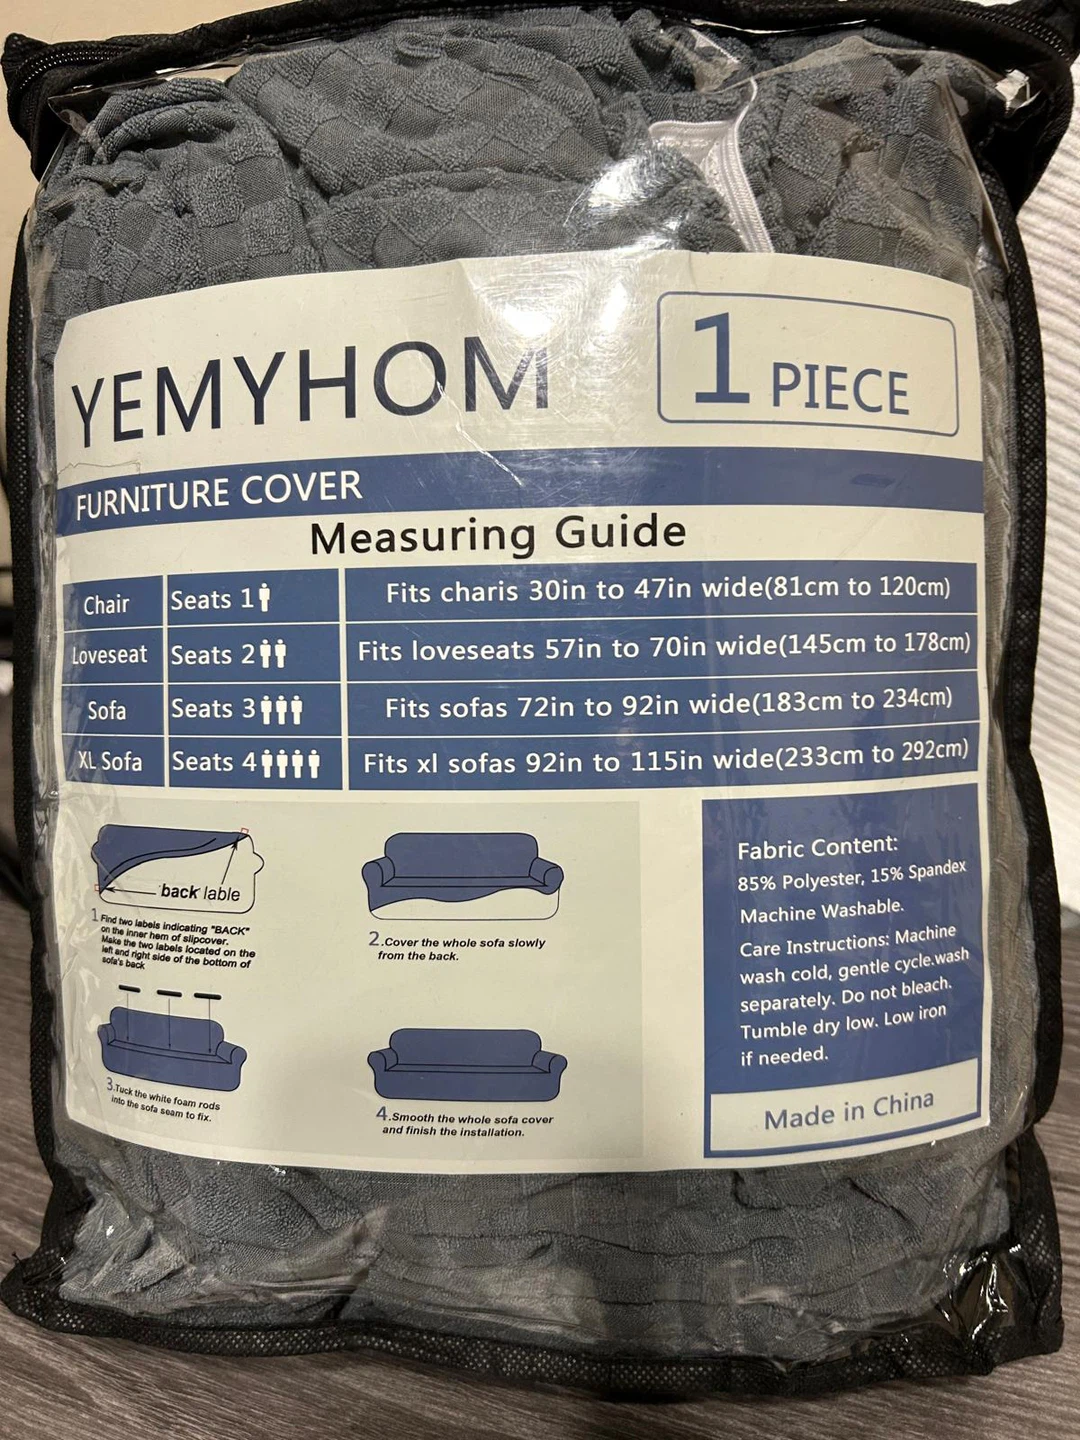 YEMYHOM
1 PIECE
FURNITURE COVER
Measuring Guide
Chair Seats 1 Fits charis 30in to 47in wide(81cm to 120cm)
Loveseat Seats 2 Fits loveseats 57in to 70in wide(145cm to 178cm)
Sofa Seats 3 Fits sofas 72in to 92in wide(183cm to 234cm)
XL Sofa Seats 4 Fits xl sofas 92in to 115in wide(233cm to 292cm)
back lable
1 Find two labels indicating "BACK"
on the inner hem of slipcover.
Make the two labels located on the
left and right side of the bottom of
sofa's back
2.Cover the whole sofa slowly
from the back.
3.Tuck the white foam rods
into the sofa seam to fix.
4.Smooth the whole sofa cover
and finish the installation.
Fabric Content:
85% Polyester, 15% Spandex
Machine Washable.
Care Instructions: Machine
wash cold, gentle cycle.wash
separately. Do not bleach.
Tumble dry low. Low iron
if needed.
Made in China